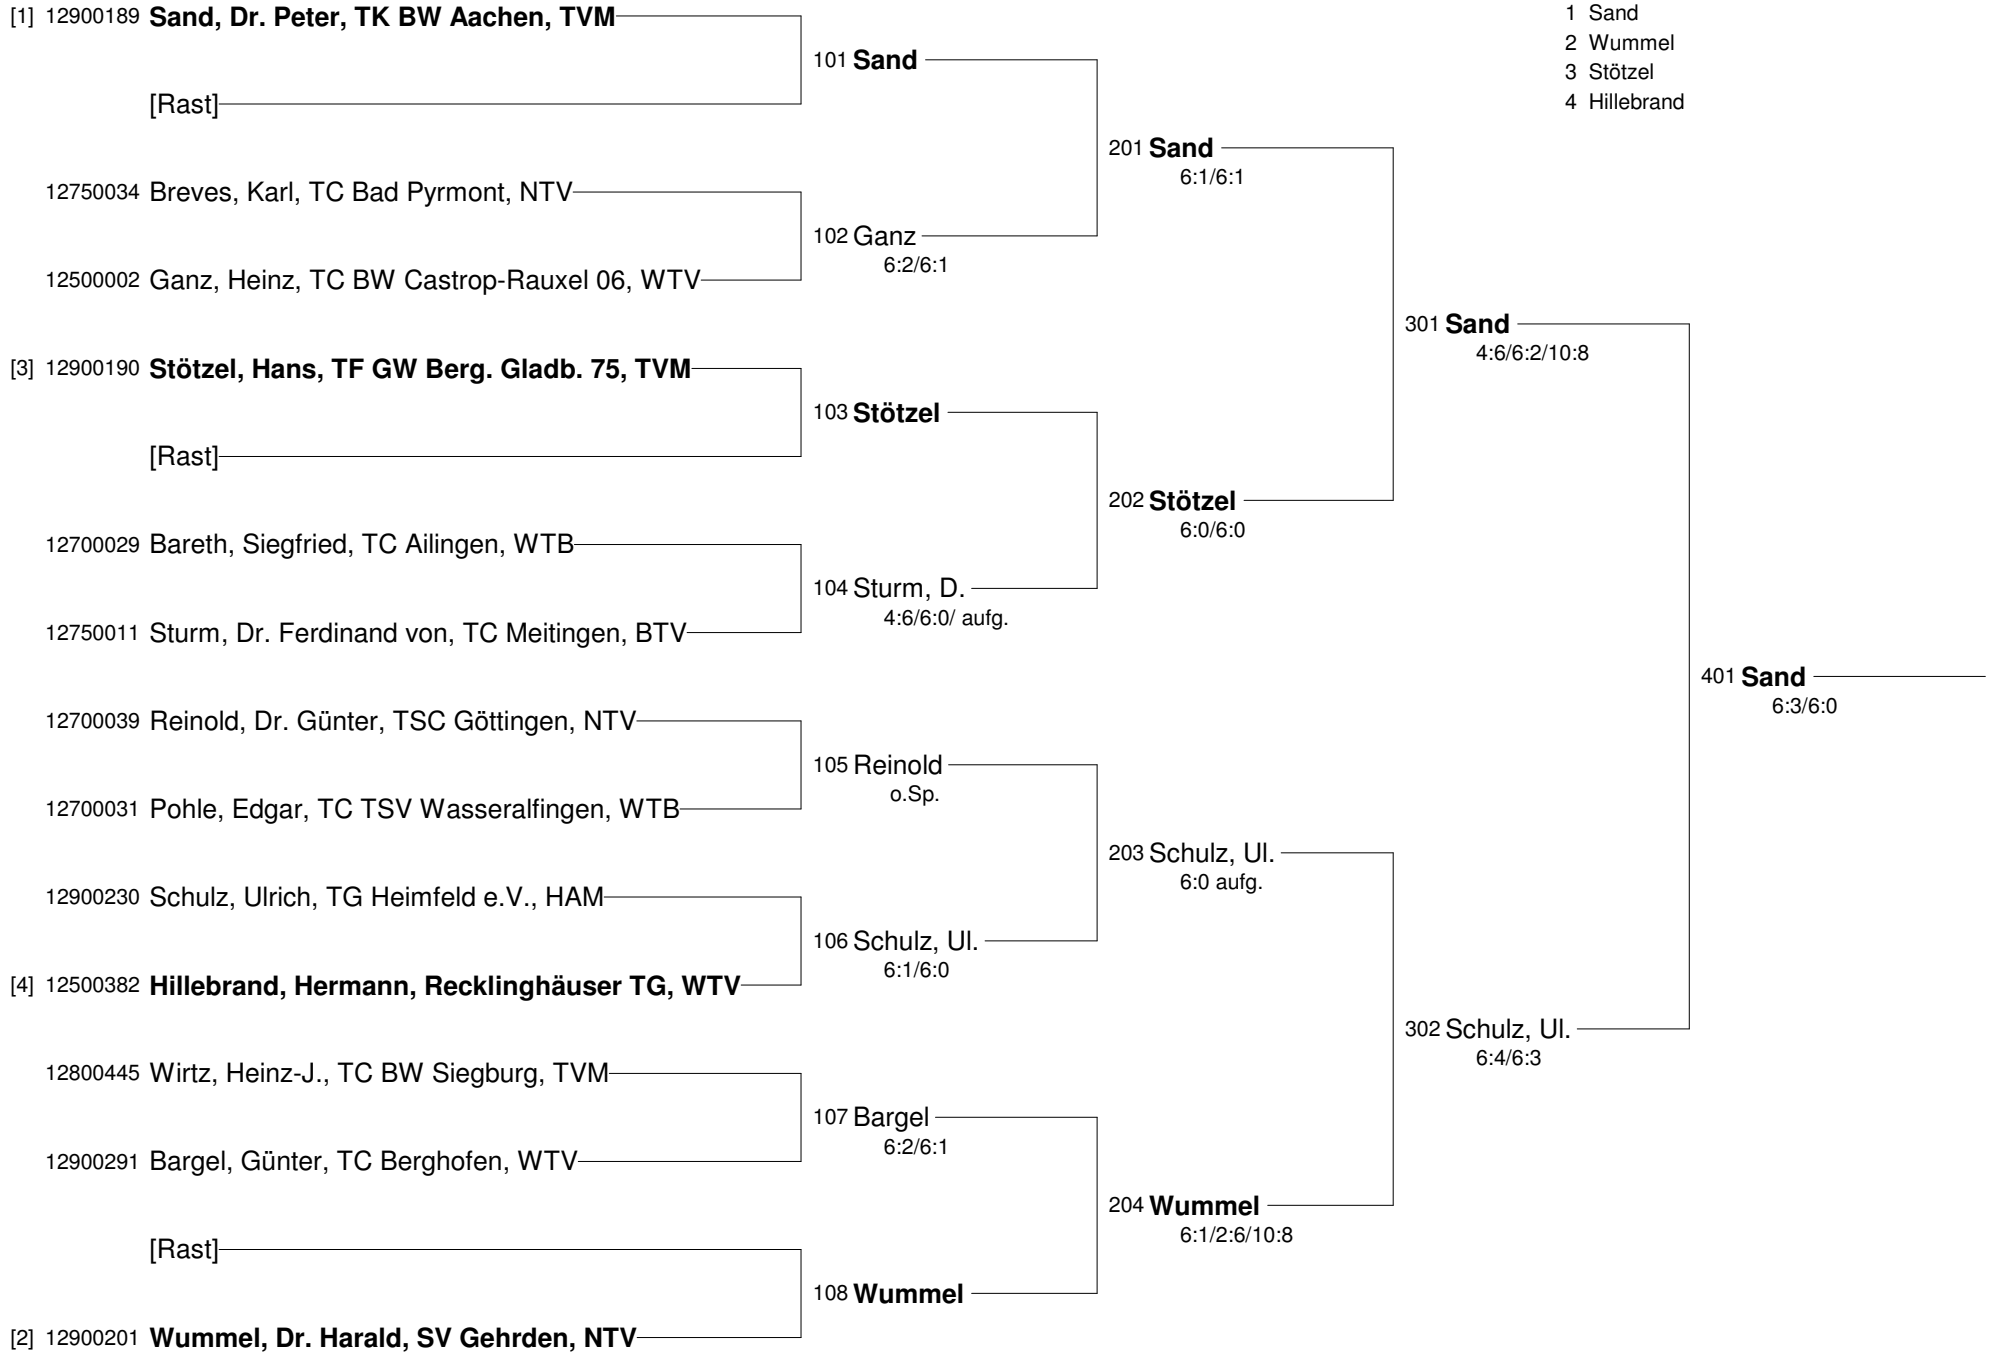 [1] 12900189 Sand, Dr. Peter, TK BW Aachen, TVM
[Rast]
12750034 Breves, Karl, TC Bad Pyrmont, NTV
12500002 Ganz, Heinz, TC BW Castrop-Rauxel 06, WTV
[3] 12900190 Stötzel, Hans, TF GW Berg. Gladb. 75, TVM
[Rast]
12700029 Bareth, Siegfried, TC Ailingen, WTB
12750011 Sturm, Dr. Ferdinand von, TC Meitingen, BTV
12700039 Reinold, Dr. Günter, TSC Göttingen, NTV
12700031 Pohle, Edgar, TC TSV Wasseralfingen, WTB
12900230 Schulz, Ulrich, TG Heimfeld e.V., HAM
[4] 12500382 Hillebrand, Hermann, Recklinghäuser TG, WTV
12800445 Wirtz, Heinz-J., TC BW Siegburg, TVM
12900291 Bargel, Günter, TC Berghofen, WTV
[Rast]
[2] 12900201 Wummel, Dr. Harald, SV Gehrden, NTV
101 Sand
102 Ganz
6:2/6:1
103 Stötzel
104 Sturm, D.
4:6/6:0/ aufg.
105 Reinold
o.Sp.
106 Schulz, Ul.
6:1/6:0
107 Bargel
6:2/6:1
108 Wummel
201 Sand
6:1/6:1
202 Stötzel
6:0/6:0
203 Schulz, Ul.
6:0 aufg.
204 Wummel
6:1/2:6/10:8
301 Sand
4:6/6:2/10:8
302 Schulz, Ul.
6:4/6:3
401 Sand
6:3/6:0
1 Sand
2 Wummel
3 Stötzel
4 Hillebrand